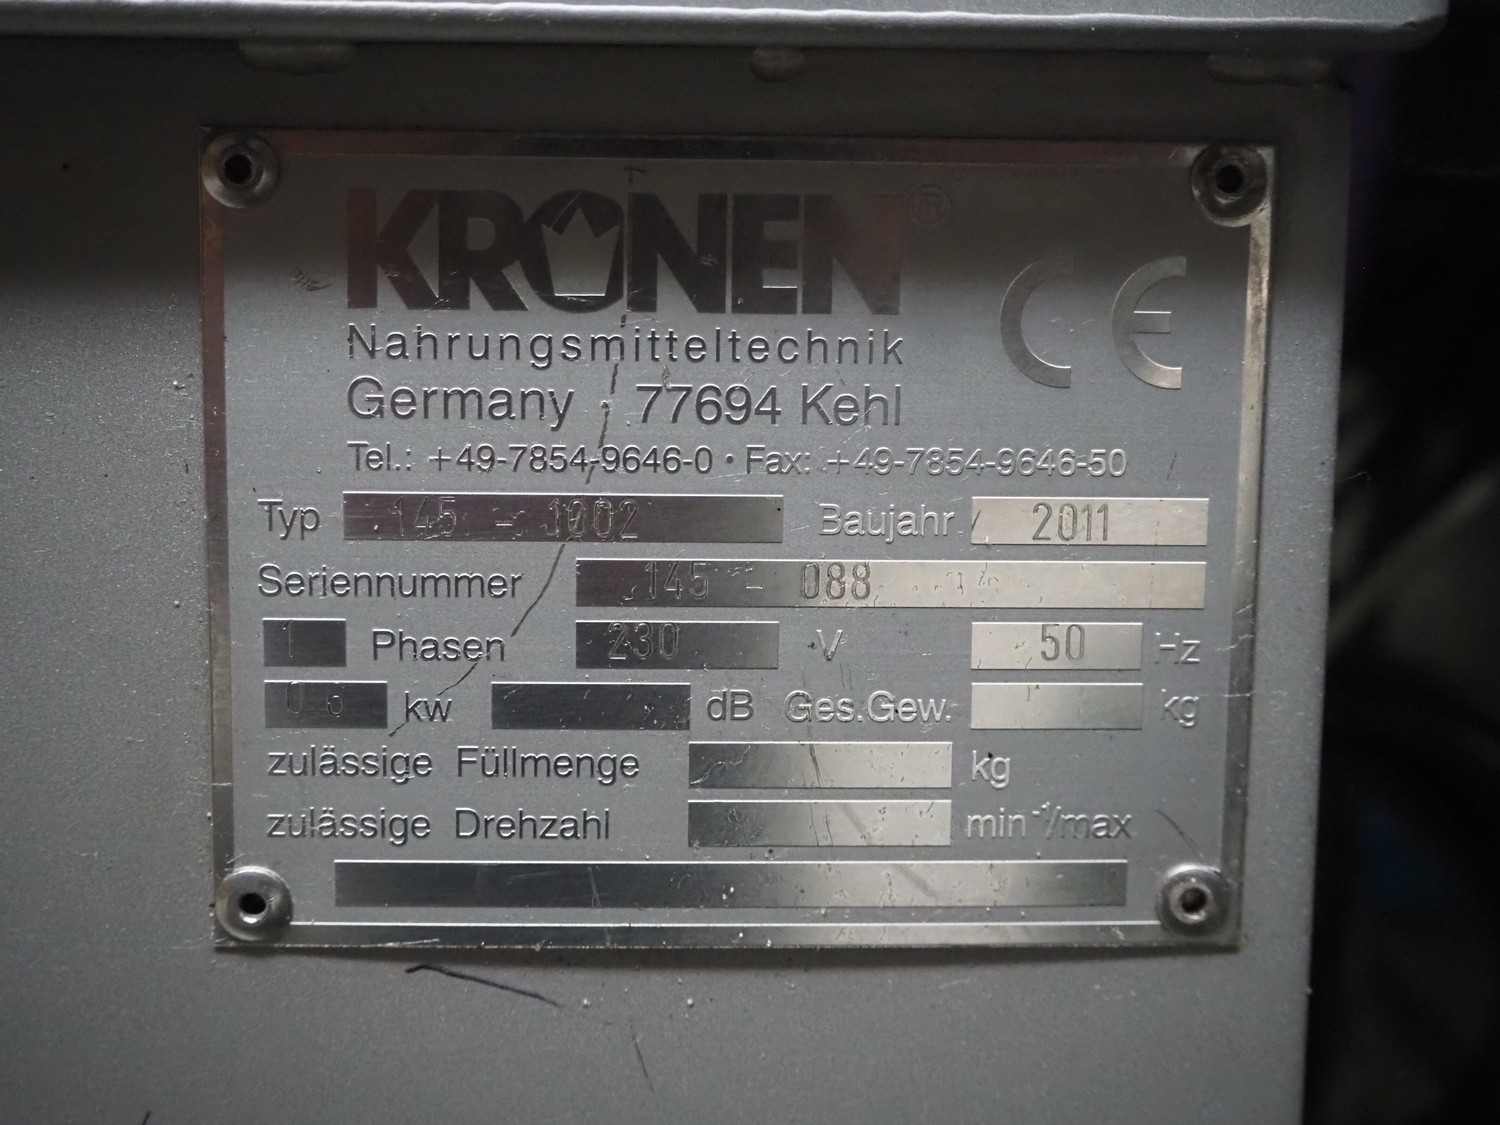 KRONEN®
Nahrungsmitteltechnik CE
Germany · 77694 Kehl
Tel.: +49-7854-9646-0 · Fax: +49-7854-9646-50
Typ 145 - 1002 Baujahr 2011
Seriennummer 145 - 088
1 Phasen 230 V 50 Hz
kw dB Ges.Gew. kg
zulässige Füllmenge kg
zulässige Drehzahl min⁻¹/max